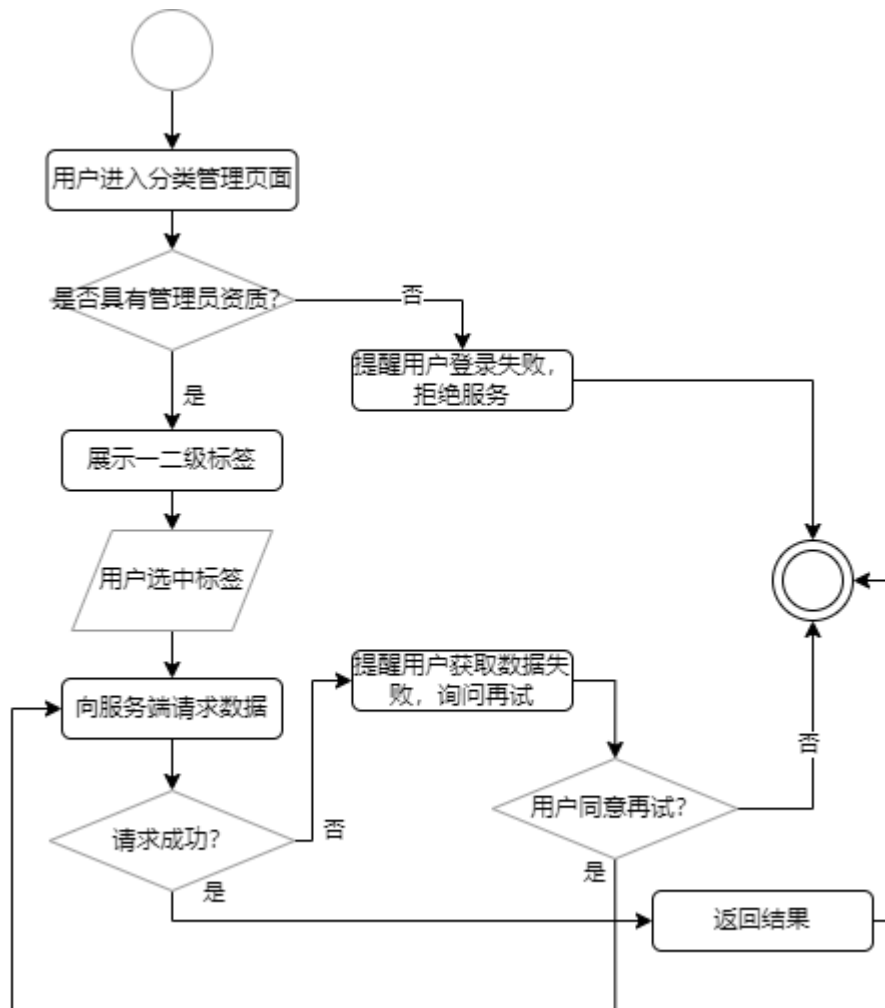 用户进入分类管理页面
是否具有管理员资质?
否
提醒用户登录失败，
拒绝服务
是
展示一二级标签
用户选中标签
向服务端请求数据
提醒用户获取数据失
败，询问再试
请求成功?
否
用户同意再试?
否
是
是
返回结果